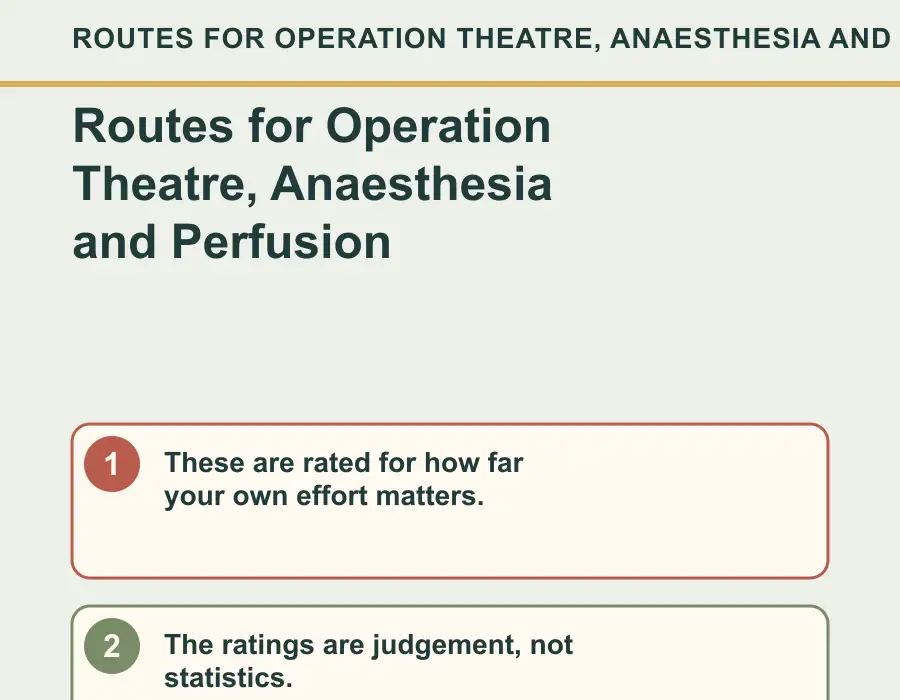 ROUTES FOR OPERATION THEATRE, ANAESTHESIA AND
Routes for Operation
Theatre, Anaesthesia
and Perfusion
1
These are rated for how far
your own effort matters.
2
The ratings are judgement, not
statistics.